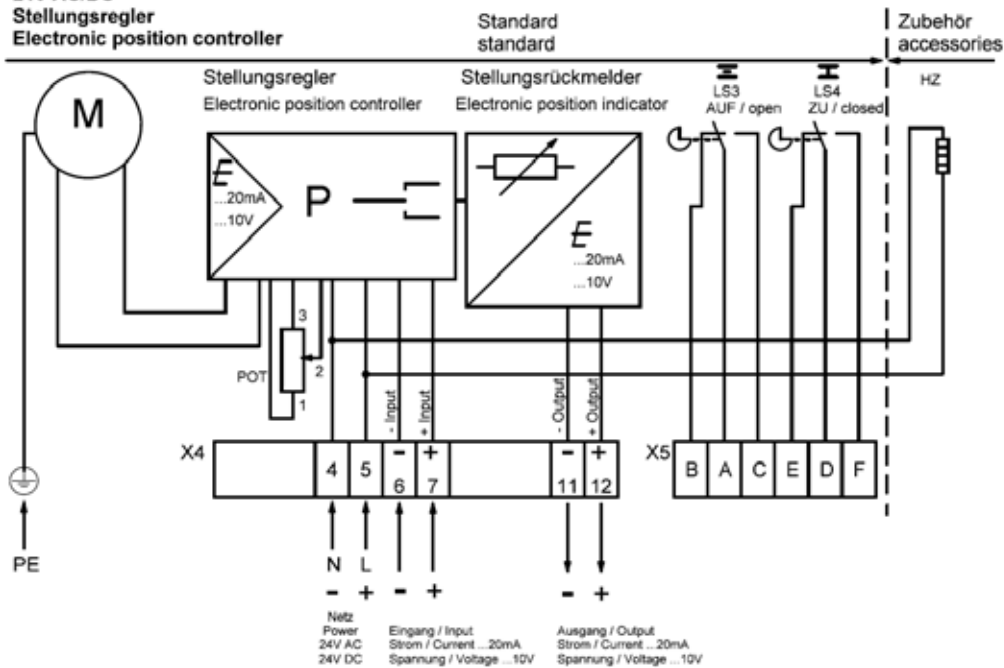 Stellungsregler
Electronic position controller
Standard
standard
Zubehör
accessories
Stellungsregler
Electronic position controller
Stellungsrückmelder
Electronic position indicator
LS3
AUF / open
LS4
ZU / closed
HZ
M
E
...20mA
...10V
P
E
...20mA
...10V
POT
3
2
1
- Input
+ Input
- Output
+ Output
X4
4
5
- 6
+ 7
- 11
+ 12
X5
B A C E D F
PE
N L
- + - +
- +
Netz
Power
24V AC
24V DC
Eingang / Input
Strom / Current ...20mA
Spannung / Voltage ...10V
Ausgang / Output
Strom / Current ...20mA
Spannung / Voltage ...10V